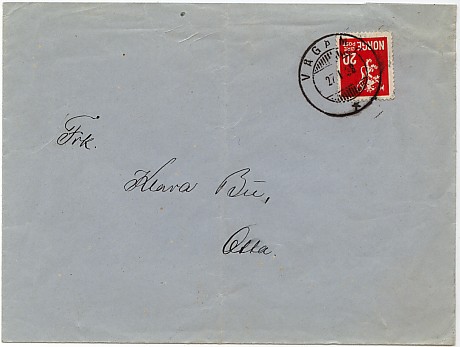 NORGE
20
Frk.
Klara Bu,
Otta.